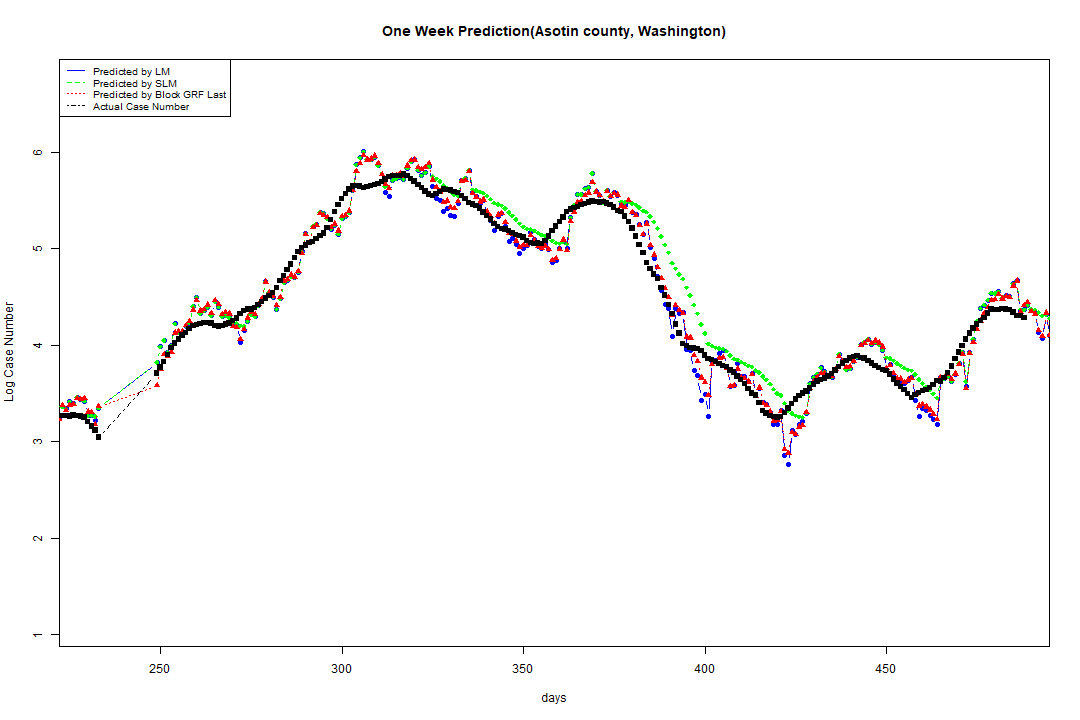 One Week Prediction(Asotin county, Washington)
Predicted by LM
Predicted by SLM
Predicted by Block GRF Last
Actual Case Number
Log Case Number
6
5
4
3
2
1
250 300 350 400 450
days